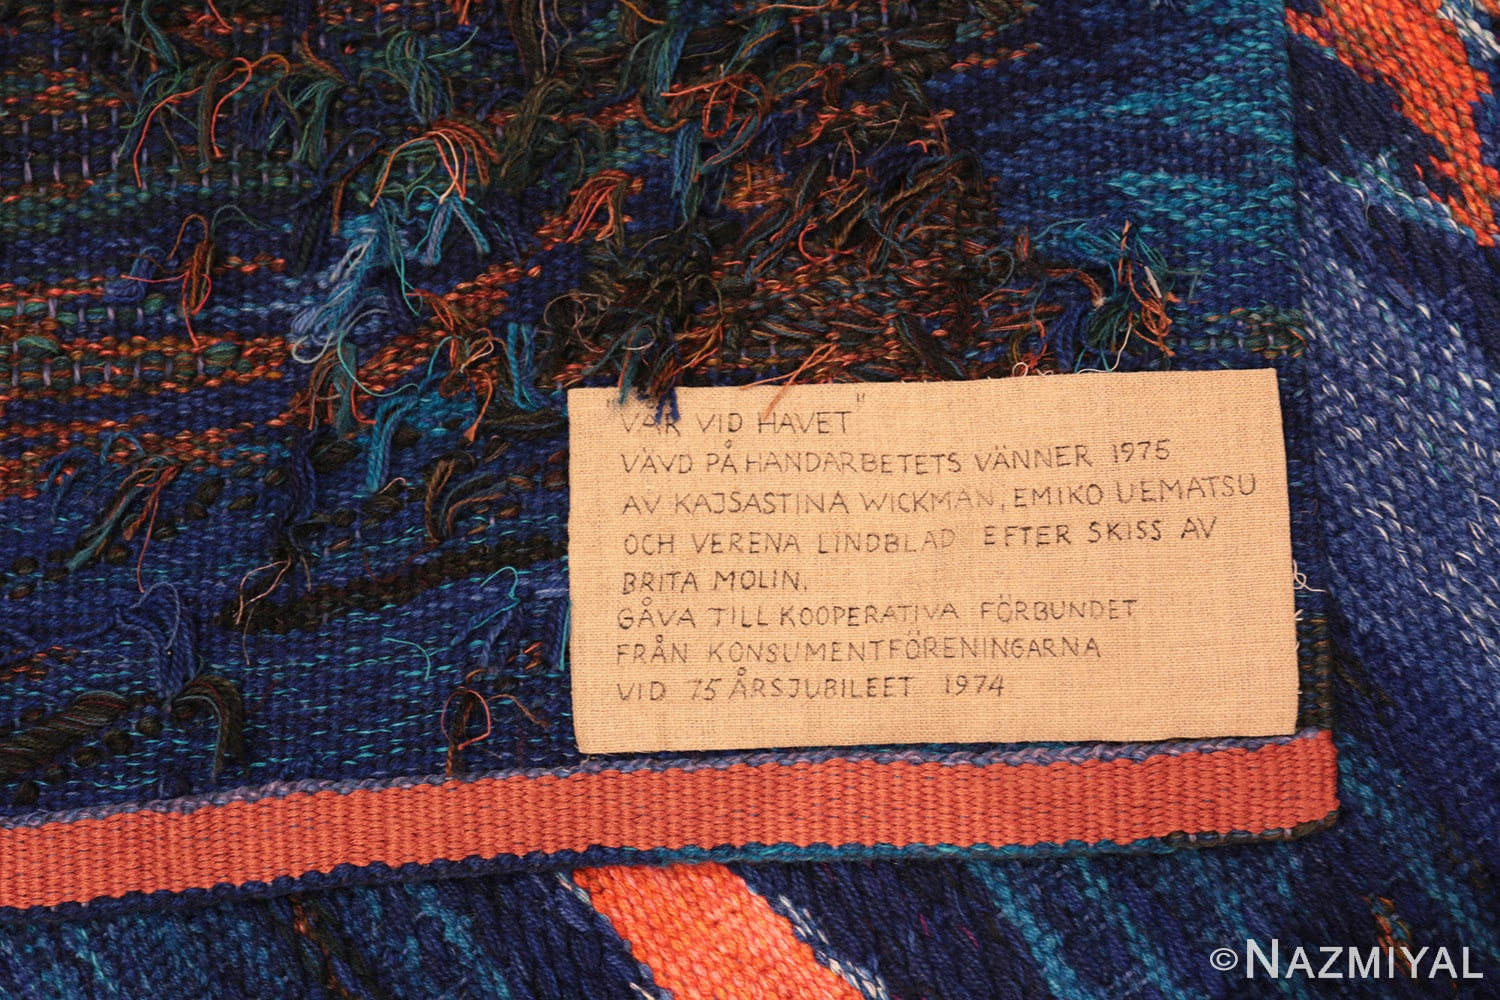 "VÅR VID HAVET"
VÄVD PÅ HANDARBETETS VÄNNER 1975
AV KAJSASTINA WICKMAN, EMIKO UEMATSU
OCH VERENA LINDBLAD EFTER SKISS AV
BRITA MOLIN.
GÅVA TILL KOOPERATIVA FÖRBUNDET
FRÅN KONSUMENTFÖRENINGARNA
VID 75 ÅRSJUBILEET 1974
©NAZMIYAL